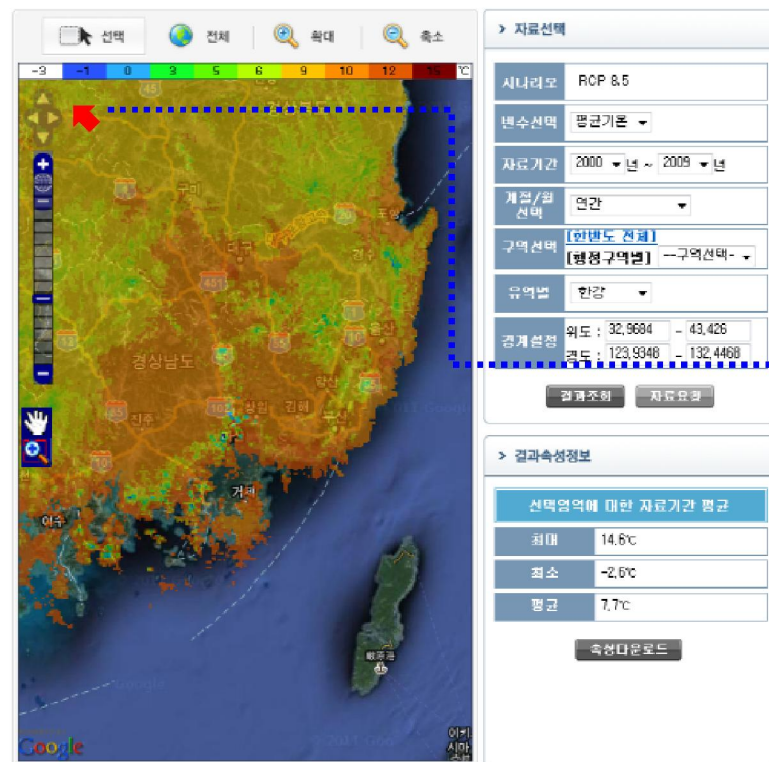 선택 전체 확대 축소
-3 -1 0 3 5 6 9 10 12 15 ℃
구미
대구
포항
경상남도
울산
양산
창원 김해
진주
부산
거제
여수
Google
이키
시마,
> 자료선택
시나리오 RCP 8.5
변수선택 평균기온
자료기간 2000 년 ~ 2009 년
계절/월
선택 연간
구역선택 [한반도 전체]
[행정구역별] --구역선택-
유역별 한강
경계설정 위도 : 32,9684 - 43,426
경도 : 123,9348 - 132,4468
결과조회 자료요청
> 결과속성정보
선택영역에 대한 자료기간 평균
최대 14,6℃
최소 -2,6℃
평균 7,7℃
속성다운로드